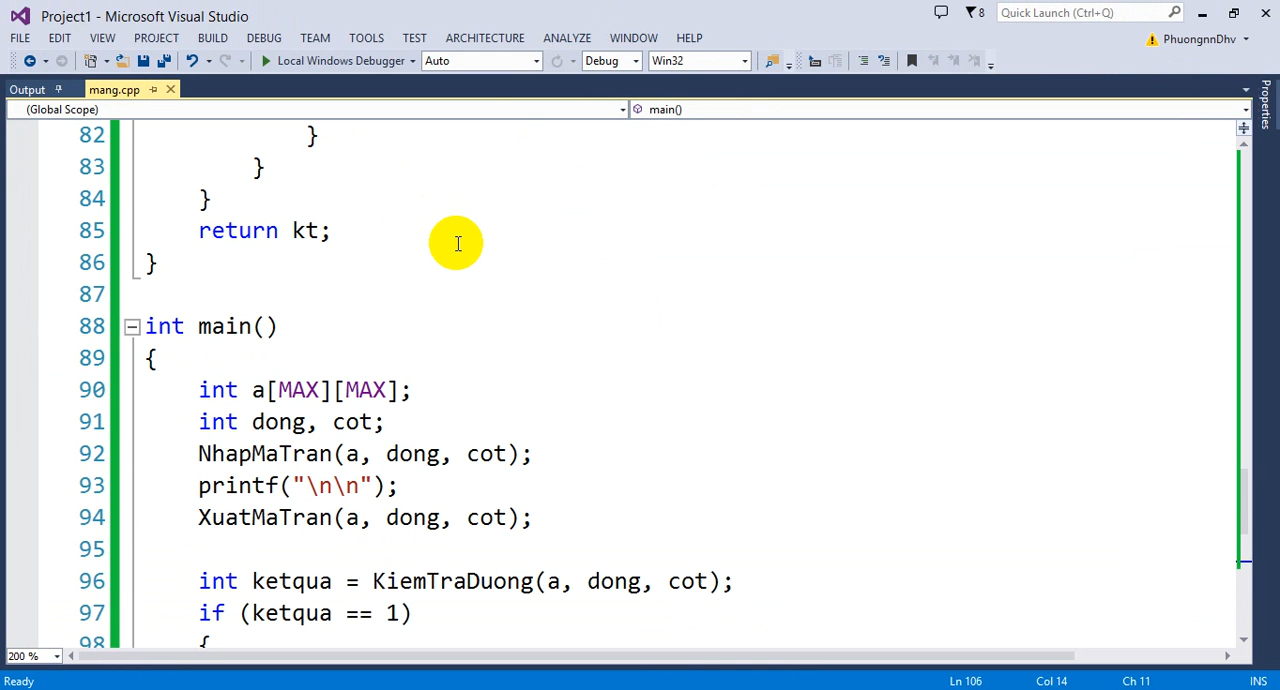 Project1 - Microsoft Visual Studio
8
Quick Launch (Ctrl+Q)
FILE EDIT VIEW PROJECT BUILD DEBUG TEAM TOOLS TEST ARCHITECTURE ANALYZE WINDOW HELP
PhuongnnDhv
Local Windows Debugger Auto Debug Win32
Output mang.cpp
Properties
(Global Scope) main()
82 }
83 }
84 }
85 return kt;
86 }
87
88 int main()
89 {
90 int a[MAX][MAX];
91 int dong, cot;
92 NhapMaTran(a, dong, cot);
93 printf("\n\n");
94 XuatMaTran(a, dong, cot);
95
96 int ketqua = KiemTraDuong(a, dong, cot);
97 if (ketqua == 1)
98 {
200 %
Ready Ln 106 Col 14 Ch 11 INS